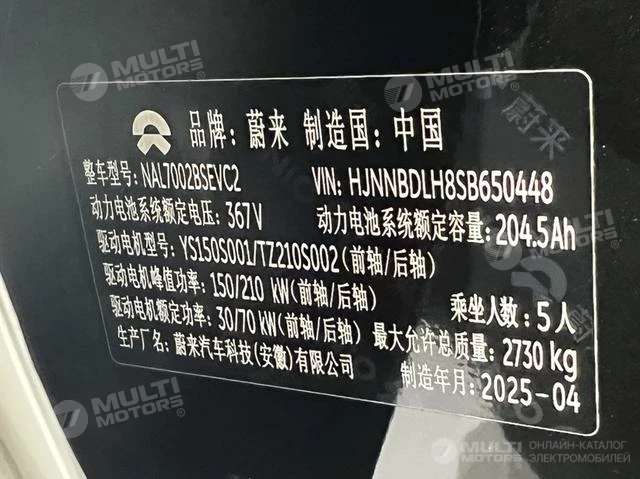 MULTI MOTORS
MULTI MOTORS
品牌: 蔚来 制造国: 中国
整车型号: NAL7002BSEVC2 VIN: HJNNBDLH8SB650448
动力电池系统额定电压: 367V 动力电池系统额定容量: 204.5Ah
驱动电机型号: YS150S001/TZ210S002(前轴/后轴)
驱动电机峰值功率: 150/210 kW(前轴/后轴) 乘坐人数: 5人
驱动电机额定功率: 30/70 kW(前轴/后轴) 最大允许总质量: 2730 kg
生产厂名: 蔚来汽车科技(安徽)有限公司 制造年月: 2025-04
MULTI MOTORS
MULTI MOTORS
ОНЛАЙН-КАТАЛОГ
ЭЛЕКТРОМОБИЛЕЙ